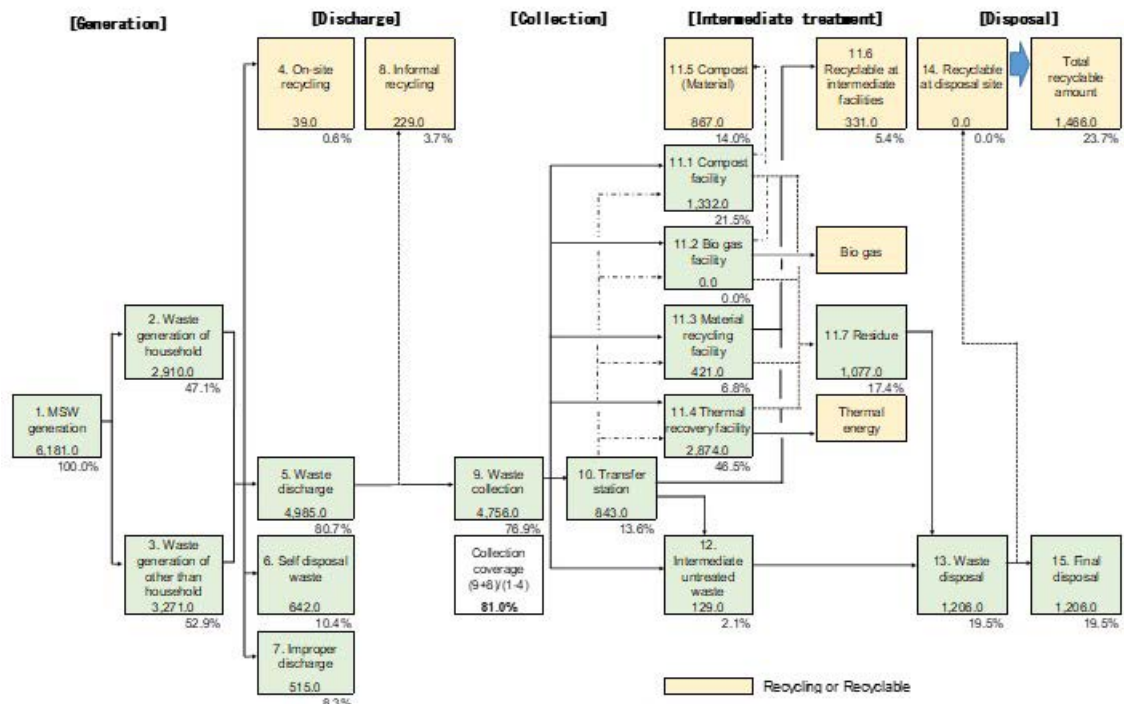 [Generation]
[Discharge]
[Collection]
[Intermediate treatment]
[Disposal]
4. On-site
recycling
39.0
0.6%
8. Informal
recycling
229.0
3.7%
11.5 Compost
(Material)
867.0
14.0%
11.6
Recyclable at
intermediate
facilities
331.0
5.4%
14. Recyclable
at disposal site
0.0
0.0%
Total
recyclable
amount
1,466.0
23.7%
11.1 Compost
facility
1,332.0
21.5%
11.2 Bio gas
facility
0.0
0.0%
Bio gas
2. Waste
generation of
household
2,910.0
47.1%
11.3 Material
recycling
facility
421.0
6.8%
11.7 Residue
1,077.0
17.4%
1. MSW
generation
6,181.0
100.0%
11.4 Thermal
recovery facility
2,874.0
46.5%
Thermal
energy
5. Waste
discharge
4,985.0
80.7%
9. Waste
collection
4,756.0
76.9%
10. Transfer
station
843.0
13.6%
3. Waste
generation of
other than
household
3,271.0
52.9%
6. Self disposal
waste
642.0
10.4%
Collection
coverage
(9+6)/(1-4)
81.0%
12.
Intermediate
untreated
waste
129.0
2.1%
13. Waste
disposal
1,206.0
19.5%
15. Final
disposal
1,206.0
19.5%
7. Improper
discharge
515.0
8.3%
Recycling or Recyclable